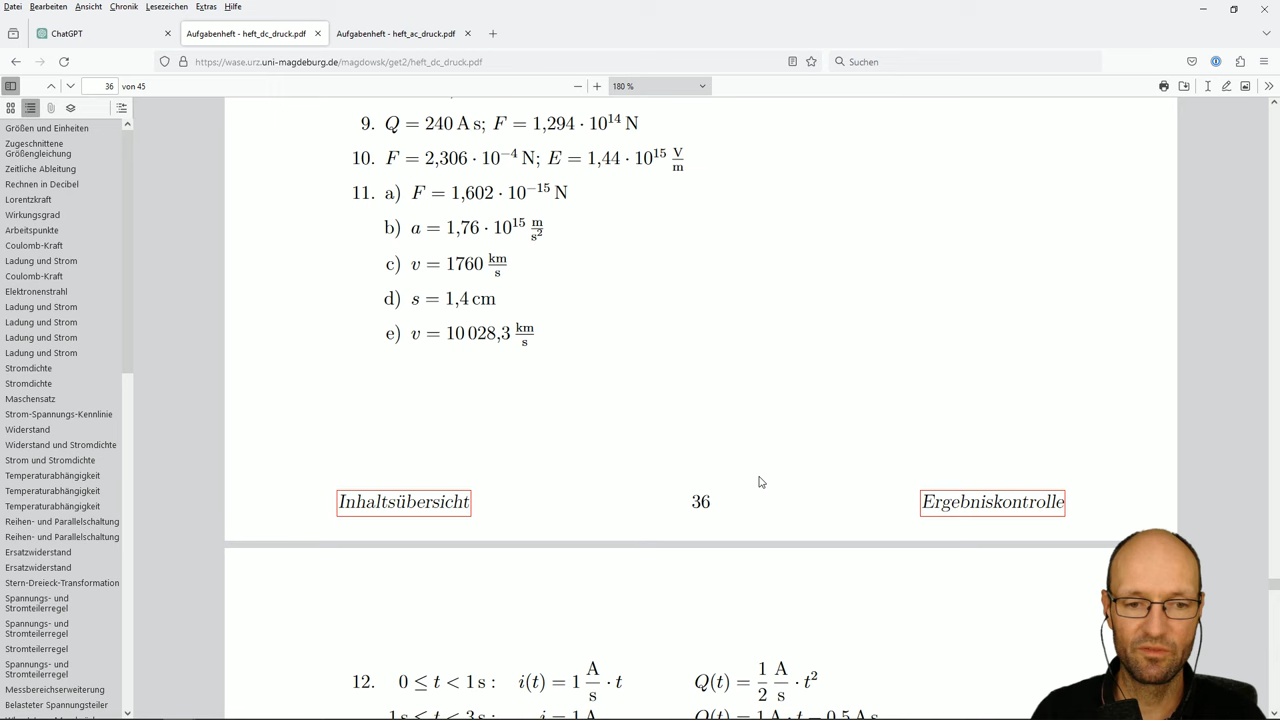 Datei Bearbeiten Ansicht Chronik Lesezeichen Extras Hilfe
ChatGPT
Aufgabenheft - heft_dc_druck.pdf
Aufgabenheft - heft_ac_druck.pdf
https://wase.urz.uni-magdeburg.de/magdowsk/get2/heft_dc_druck.pdf
Suchen
36 von 45
180 %
Größen und Einheiten
Zugeschnittene
Größengleichung
Zeitliche Ableitung
Rechnen in Decibel
Lorentzkraft
Wirkungsgrad
Arbeitspunkte
Coulomb-Kraft
Ladung und Strom
Coulomb-Kraft
Elektronenstrahl
Ladung und Strom
Ladung und Strom
Ladung und Strom
Ladung und Strom
Stromdichte
Stromdichte
Maschensatz
Strom-Spannungs-Kennlinie
Widerstand
Widerstand und Stromdichte
Strom und Stromdichte
Temperaturabhängigkeit
Temperaturabhängigkeit
Temperaturabhängigkeit
Reihen- und Parallelschaltung
Reihen- und Parallelschaltung
Ersatzwiderstand
Ersatzwiderstand
Stern-Dreieck-Transformation
Spannungs- und
Stromteilerregel
Spannungs- und
Stromteilerregel
Stromteilerregel
Spannungs- und
Stromteilerregel
Messbereichserweiterung
Belasteter Spannungsteiler
9. Q = 240 A s; F = 1,294 · 10¹⁴ N
10. F = 2,306 · 10⁻⁴ N; E = 1,44 · 10¹⁵ V/m
11. a) F = 1,602 · 10⁻¹⁵ N
b) a = 1,76 · 10¹⁵ m/s²
c) v = 1760 km/s
d) s = 1,4 cm
e) v = 10 028,3 km/s
Inhaltsübersicht 36 Ergebniskontrolle
12. 0 ≤ t < 1 s : i(t) = 1 A/s · t Q(t) = 1/2 A/s · t²
1 s ≤ t < 3 s : i = 1 A Q(t) = 1 A · t − 0,5 A s